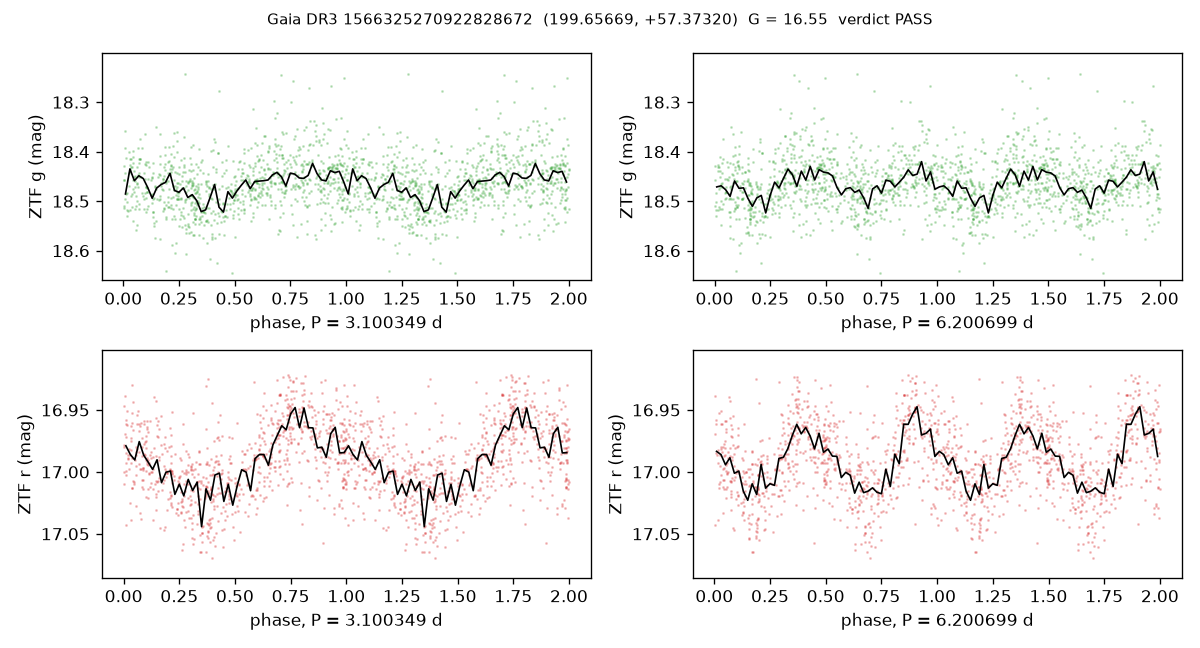 Gaia DR3 1566325270922828672 (199.65669, +57.37320) G = 16.55 verdict PASS
ZTF g (mag)
18.3
18.4
18.5
18.6
0.00 0.25 0.50 0.75 1.00 1.25 1.50 1.75 2.00
phase, P = 3.100349 d
ZTF g (mag)
18.3
18.4
18.5
18.6
0.00 0.25 0.50 0.75 1.00 1.25 1.50 1.75 2.00
phase, P = 6.200699 d
ZTF r (mag)
16.95
17.00
17.05
0.00 0.25 0.50 0.75 1.00 1.25 1.50 1.75 2.00
phase, P = 3.100349 d
ZTF r (mag)
16.95
17.00
17.05
0.00 0.25 0.50 0.75 1.00 1.25 1.50 1.75 2.00
phase, P = 6.200699 d